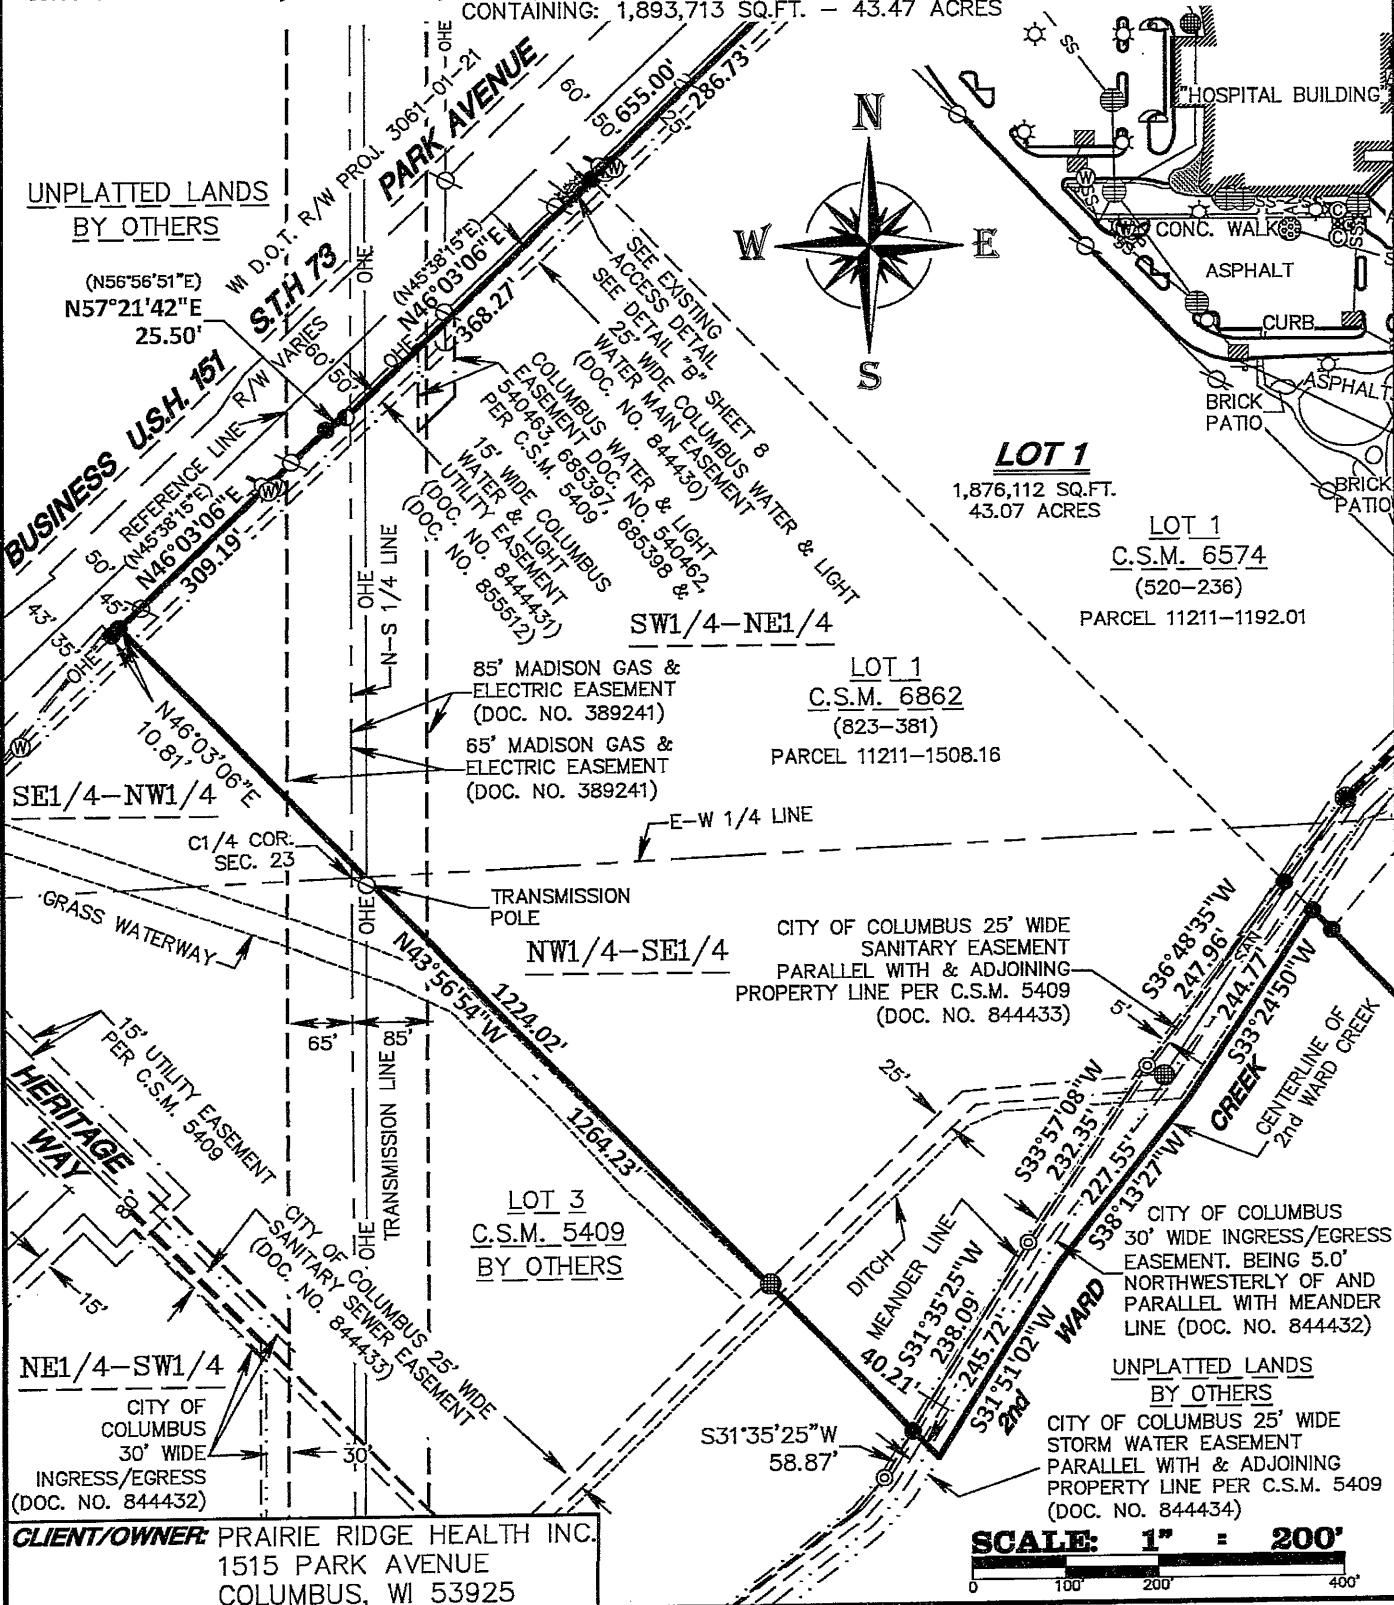 CONTAINING: 1,893,713 SQ.FT. – 43.47 ACRES
"HOSPITAL BUILDING"
CONC. WALK
ASPHALT
CURB
ASPHALT
BRICK
PATIO
BRICK
PATIO
SS
OHE
PARK AVENUE
WI D.O.T. R/W PROJ. 3061-01-21
60'
50'
655.00'
286.73'
25'
N
W
E
S
UNPLATTED LANDS
BY OTHERS
(N56°56'51"E)
N57°21'42"E
25.50'
S.T.H 73
BUSINESS U.S.H. 151
R/W VARIES
60'
50'
OHE
OHE
(N45°38'15"E)
N46°03'06"E
368.27'
REFERENCE LINE
(N45°38'15"E)
N46°03'06"E
309.19'
50'
45'
43'
35'
OHE
SEE EXISTING
ACCESS DETAIL
SEE DETAIL "B" SHEET 8
25' WIDE COLUMBUS WATER & LIGHT
WATER MAIN EASEMENT
(DOC. NO. 844430)
COLUMBUS WATER & LIGHT
EASEMENT DOC. NO. 540462,
540463, 685397, 685398 &
PER C.S.M. 5409
15' WIDE COLUMBUS
WATER & LIGHT
UTILITY EASEMENT
(DOC. NO. 844431)
(DOC. NO. 855512)
LOT 1
1,876,112 SQ.FT.
43.07 ACRES
LOT 1
C.S.M. 6574
(520-236)
PARCEL 11211-1192.01
SW1/4-NE1/4
LOT 1
C.S.M. 6862
(823-381)
PARCEL 11211-1508.16
OHE
N-S 1/4 LINE
85' MADISON GAS &
ELECTRIC EASEMENT
(DOC. NO. 389241)
65' MADISON GAS &
ELECTRIC EASEMENT
(DOC. NO. 389241)
N46°03'06"E
10.81'
SE1/4-NW1/4
C1/4 COR.
SEC. 23
E-W 1/4 LINE
TRANSMISSION
POLE
OHE
GRASS WATERWAY
NW1/4-SE1/4
N43°56'54"W
1224.02'
1264.23'
CITY OF COLUMBUS 25' WIDE
SANITARY EASEMENT
PARALLEL WITH & ADJOINING
PROPERTY LINE PER C.S.M. 5409
(DOC. NO. 844433)
S36°48'35"W
247.96'
SAN
244.77'
S33°24'50"W
5'
CENTERLINE OF
2nd WARD CREEK
65'
85'
15' UTILITY EASEMENT
PER C.S.M. 5409
HERITAGE
WAY
80'
15'
TRANSMISSION LINE
OHE
25'
S33°57'08"W
232.35'
227.55'
S38°13'27"W
LOT 3
C.S.M. 5409
BY OTHERS
DITCH
MEANDER LINE
S31°35'25"W
238.09'
245.72'
S31°51'02"W
2nd
WARD
CREEK
40.21'
CITY OF COLUMBUS
30' WIDE INGRESS/EGRESS
EASEMENT. BEING 5.0'
NORTHWESTERLY OF AND
PARALLEL WITH MEANDER
LINE (DOC. NO. 844432)
CITY OF COLUMBUS 25' WIDE
SANITARY SEWER EASEMENT
(DOC. NO. 844433)
NE1/4-SW1/4
CITY OF
COLUMBUS
30' WIDE
INGRESS/EGRESS
(DOC. NO. 844432)
30'
S31°35'25"W
58.87'
UNPLATTED LANDS
BY OTHERS
CITY OF COLUMBUS 25' WIDE
STORM WATER EASEMENT
PARALLEL WITH & ADJOINING
PROPERTY LINE PER C.S.M. 5409
(DOC. NO. 844434)
CLIENT/OWNER: PRAIRIE RIDGE HEALTH INC.
1515 PARK AVENUE
COLUMBUS, WI 53925
SCALE: 1" = 200'
0 100' 200' 400'